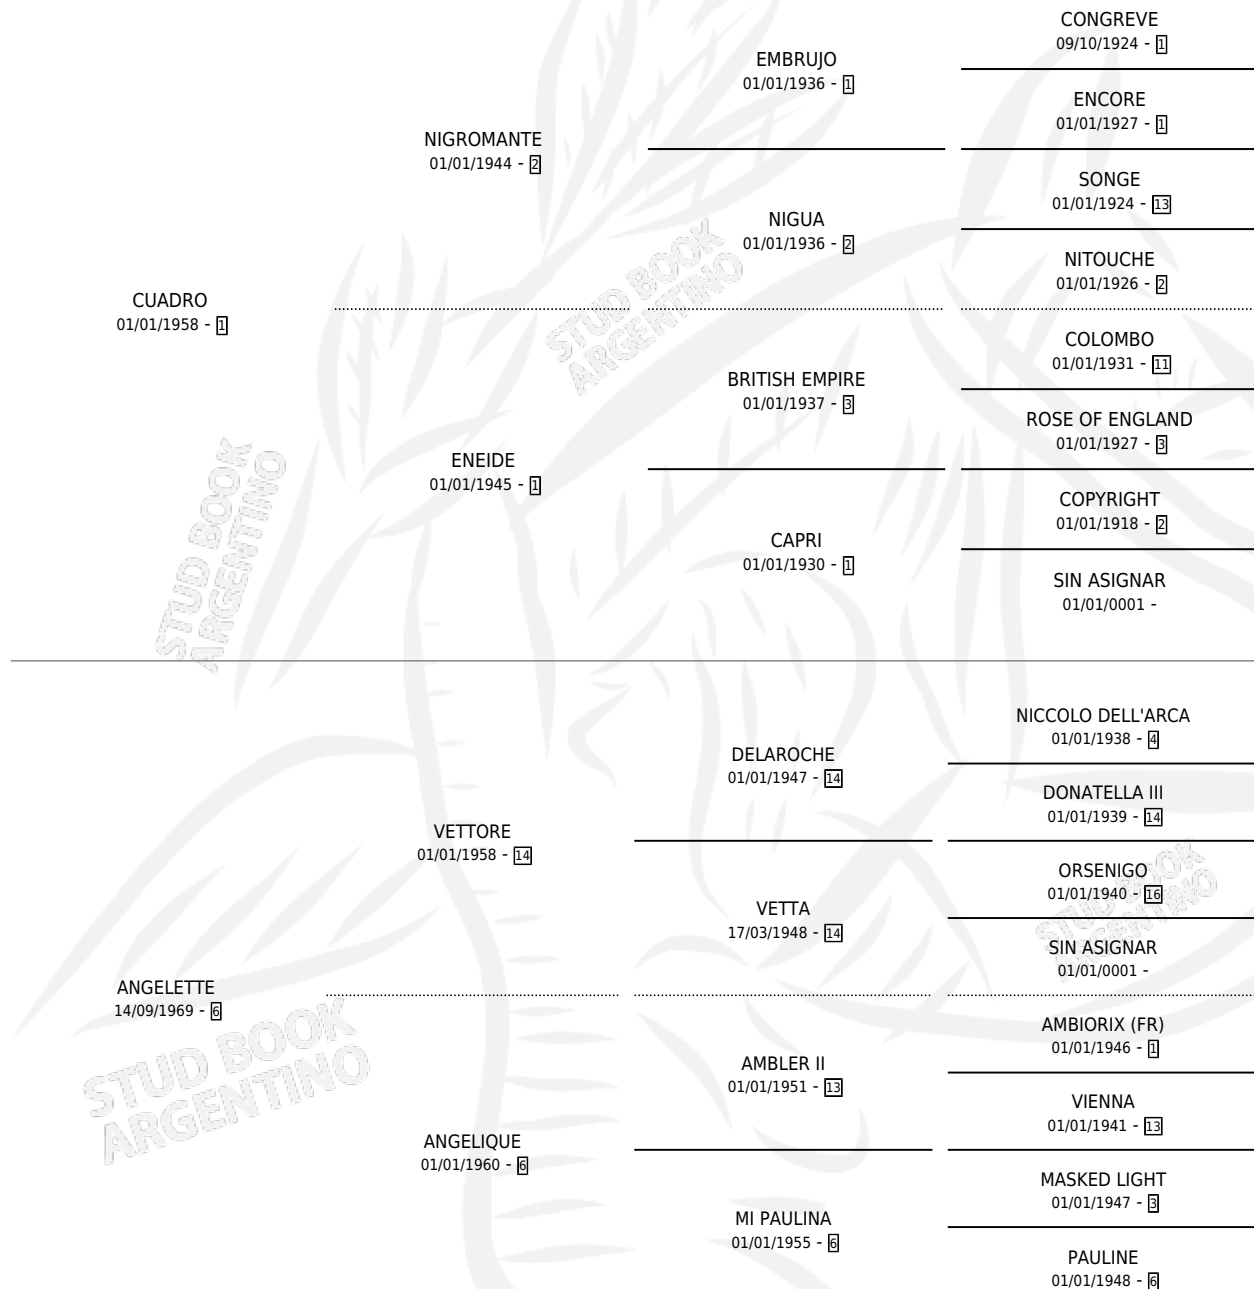 CONGREVE
09/10/1924 - 1
EMBRUJO
01/01/1936 - 1
ENCORE
01/01/1927 - 1
NIGROMANTE
01/01/1944 - 2
SONGE
01/01/1924 - 13
NIGUA
01/01/1936 - 2
NITOUCHE
01/01/1926 - 2
CUADRO
01/01/1958 - 1
COLOMBO
01/01/1931 - 11
BRITISH EMPIRE
01/01/1937 - 3
ROSE OF ENGLAND
01/01/1927 - 3
ENEIDE
01/01/1945 - 1
COPYRIGHT
01/01/1918 - 2
CAPRI
01/01/1930 - 1
SIN ASIGNAR
01/01/0001 -
NICCOLO DELL'ARCA
01/01/1938 - 4
DELAROCHE
01/01/1947 - 14
DONATELLA III
01/01/1939 - 14
VETTORE
01/01/1958 - 14
ORSENIGO
01/01/1940 - 16
VETTA
17/03/1948 - 14
SIN ASIGNAR
01/01/0001 -
ANGELETTE
14/09/1969 - 6
AMBIORIX (FR)
01/01/1946 - 1
AMBLER II
01/01/1951 - 13
VIENNA
01/01/1941 - 13
ANGELIQUE
01/01/1960 - 6
MASKED LIGHT
01/01/1947 - 3
MI PAULINA
01/01/1955 - 6
PAULINE
01/01/1948 - 6
STUD BOOK
ARGENTINO
STUD BOOK
ARGENTINO
STUD BOOK
ARGENTINO
STUD BOOK
ARGENTINO